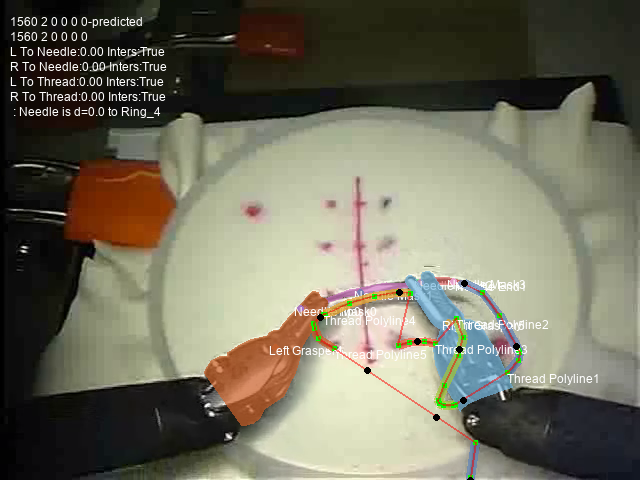 1560 2 0 0 0 0-predicted
1560 2 0 0 0 0
L To Needle:0.00 Inters:True
R To Needle:0.00 Inters:True
L To Thread:0.00 Inters:True
R To Thread:0.00 Inters:True
: Needle is d=0.0 to Ring_4
Thread Polyline4
Thread Polyline2
Left Grasper
Thread Polyline5
Thread Polyline3
Thread Polyline1